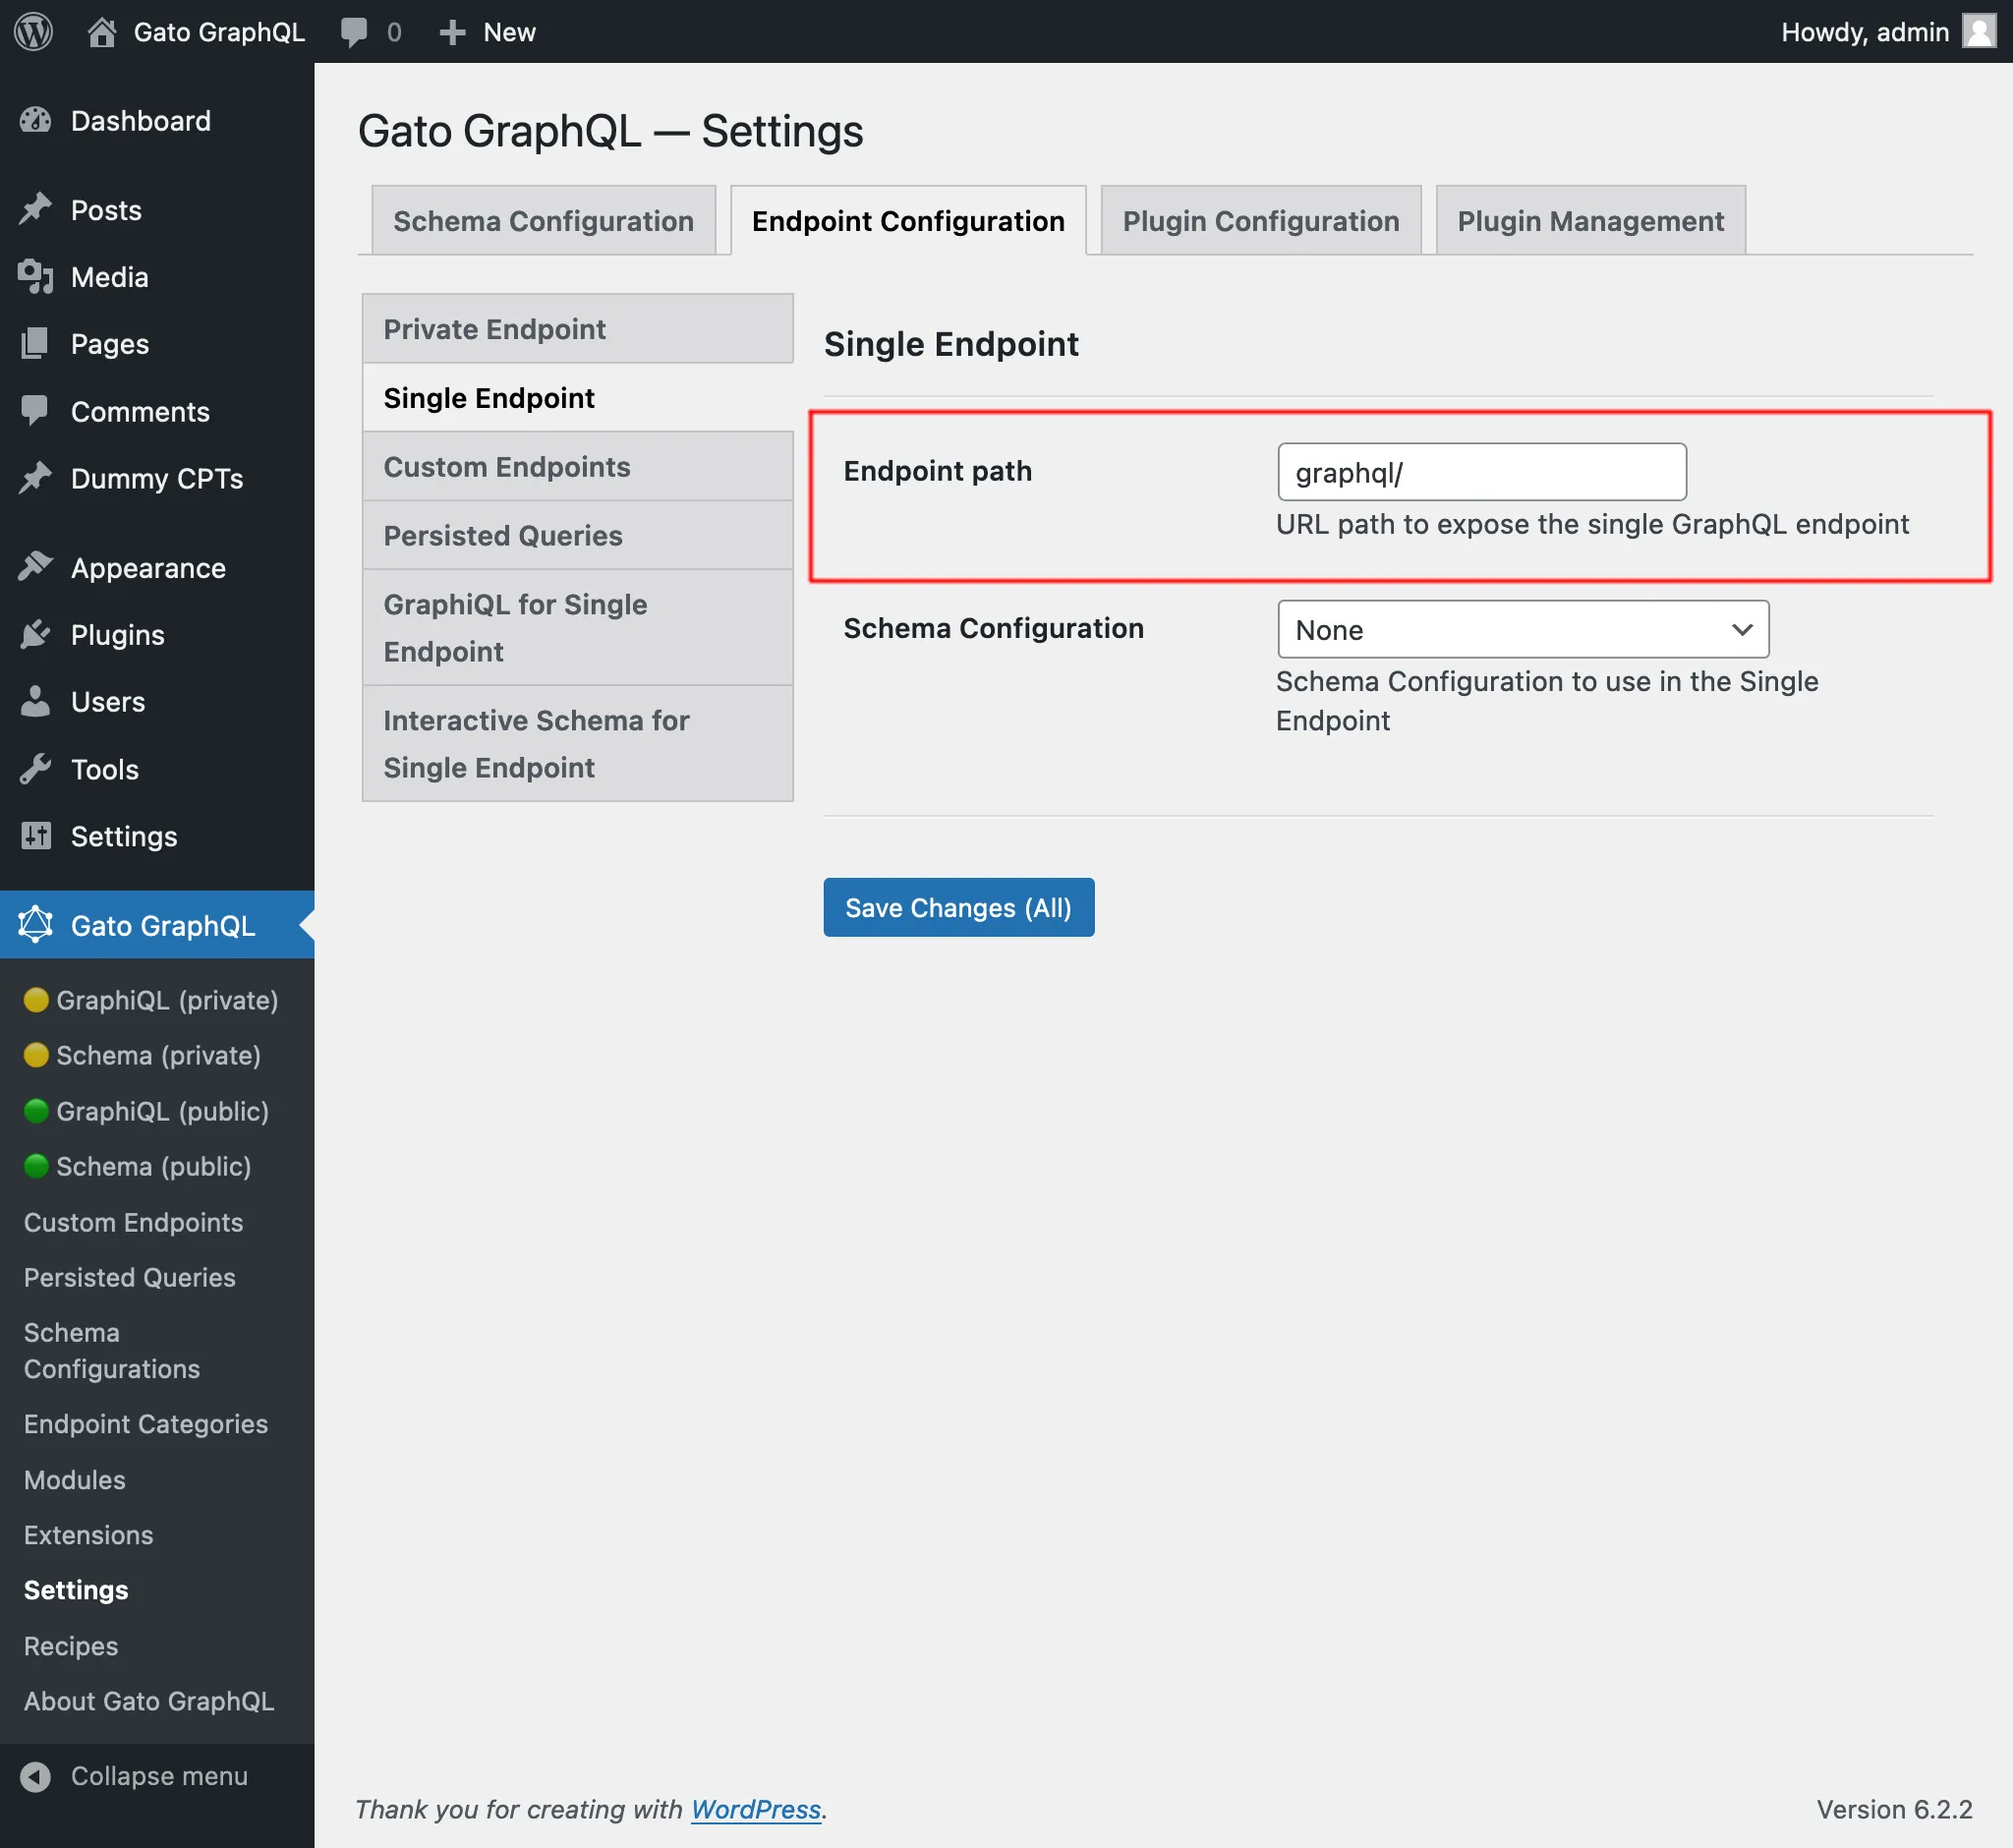 Gato GraphQL
0
New
Howdy, admin
Dashboard
Posts
Media
Pages
Comments
Dummy CPTs
Appearance
Plugins
Users
Tools
Settings
Gato GraphQL
GraphiQL (private)
Schema (private)
GraphiQL (public)
Schema (public)
Custom Endpoints
Persisted Queries
Schema
Configurations
Endpoint Categories
Modules
Extensions
Settings
Recipes
About Gato GraphQL
Collapse menu
Gato GraphQL — Settings
Schema Configuration
Endpoint Configuration
Plugin Configuration
Plugin Management
Private Endpoint
Single Endpoint
Custom Endpoints
Persisted Queries
GraphiQL for Single
Endpoint
Interactive Schema for
Single Endpoint
Single Endpoint
Endpoint path
graphql/
URL path to expose the single GraphQL endpoint
Schema Configuration
None
Schema Configuration to use in the Single
Endpoint
Save Changes (All)
Thank you for creating with WordPress.
Version 6.2.2